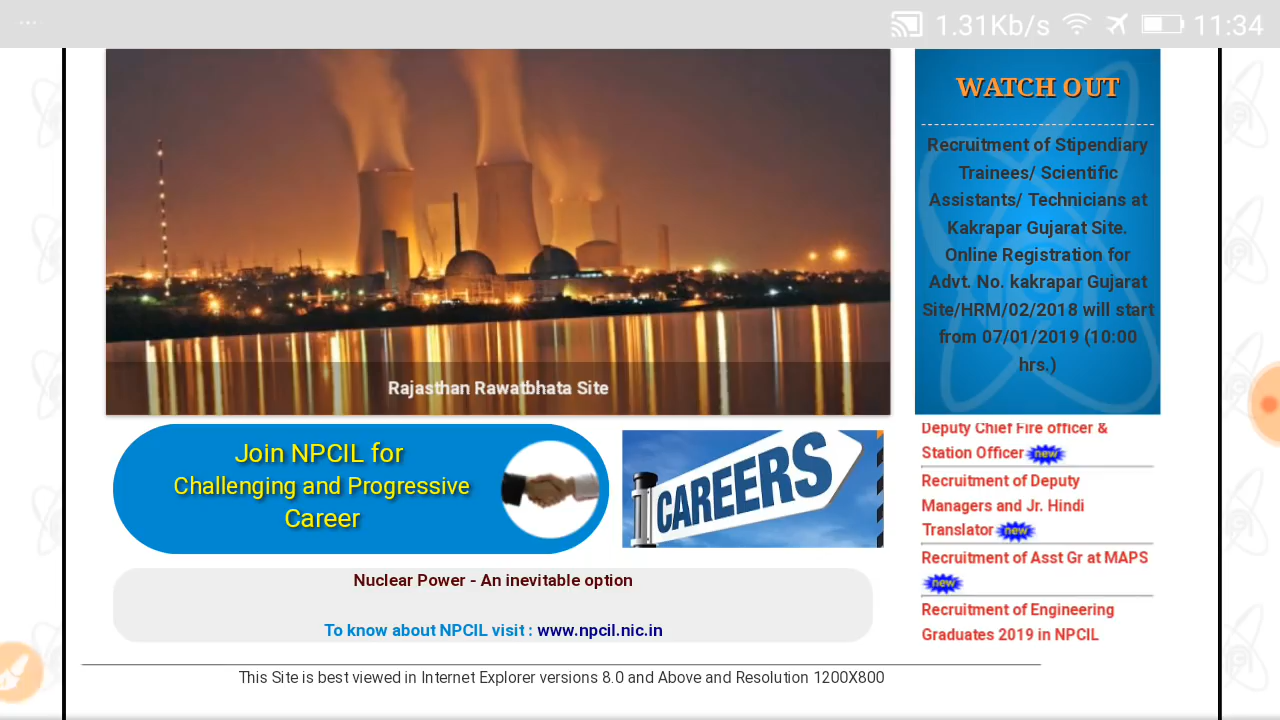 1.31Kb/s 11:34
Rajasthan Rawatbhata Site
WATCH OUT
Recruitment of Stipendiary
Trainees/ Scientific
Assistants/ Technicians at
Kakrapar Gujarat Site.
Online Registration for
Advt. No. kakrapar Gujarat
Site/HRM/02/2018 will start
from 07/01/2019 (10:00
hrs.)
Join NPCIL for
Challenging and Progressive
Career
CAREERS
Deputy Chief Fire officer &
Station Officer new
Recruitment of Deputy
Managers and Jr. Hindi
Translator new
Recruitment of Asst Gr at MAPS
new
Recruitment of Engineering
Graduates 2019 in NPCIL
Nuclear Power - An inevitable option
To know about NPCIL visit : www.npcil.nic.in
This Site is best viewed in Internet Explorer versions 8.0 and Above and Resolution 1200X800